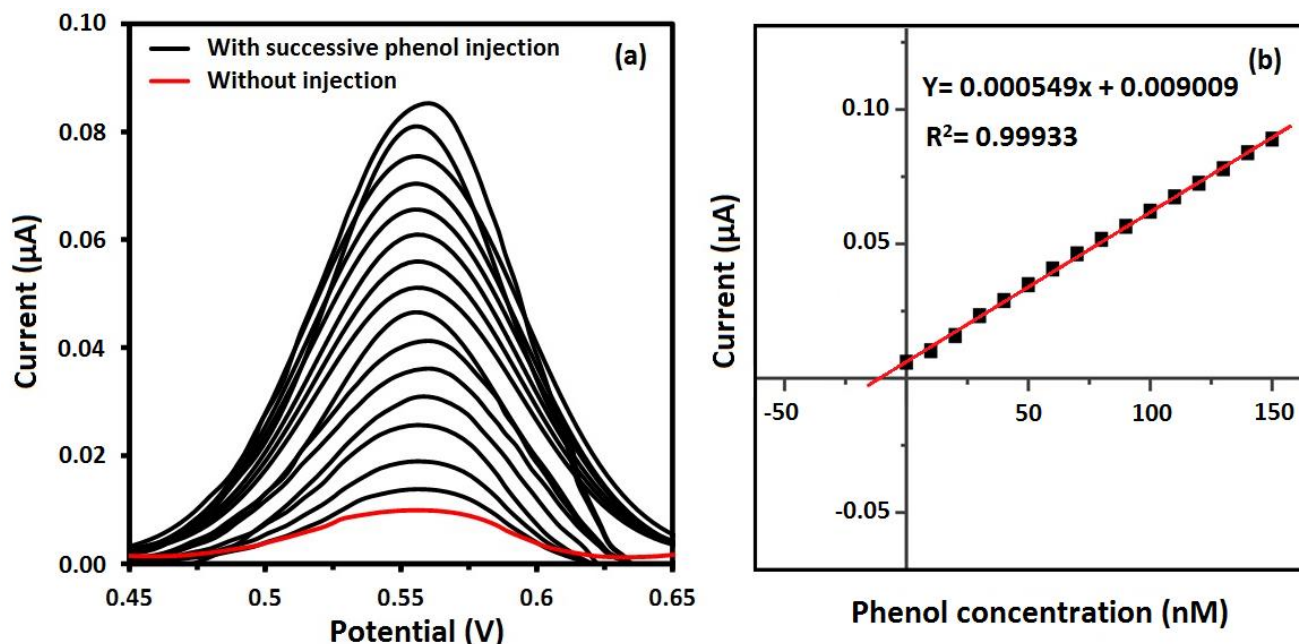 With successive phenol injection
Without injection
(a)
0.10
0.08
0.06
0.04
0.02
0.00
Current (µA)
0.45
0.5
0.55
0.6
0.65
Potential (V)
(b)
Y= 0.000549x + 0.009009
R²= 0.99933
0.10
0.05
-0.05
Current (µA)
-50
50
100
150
Phenol concentration (nM)